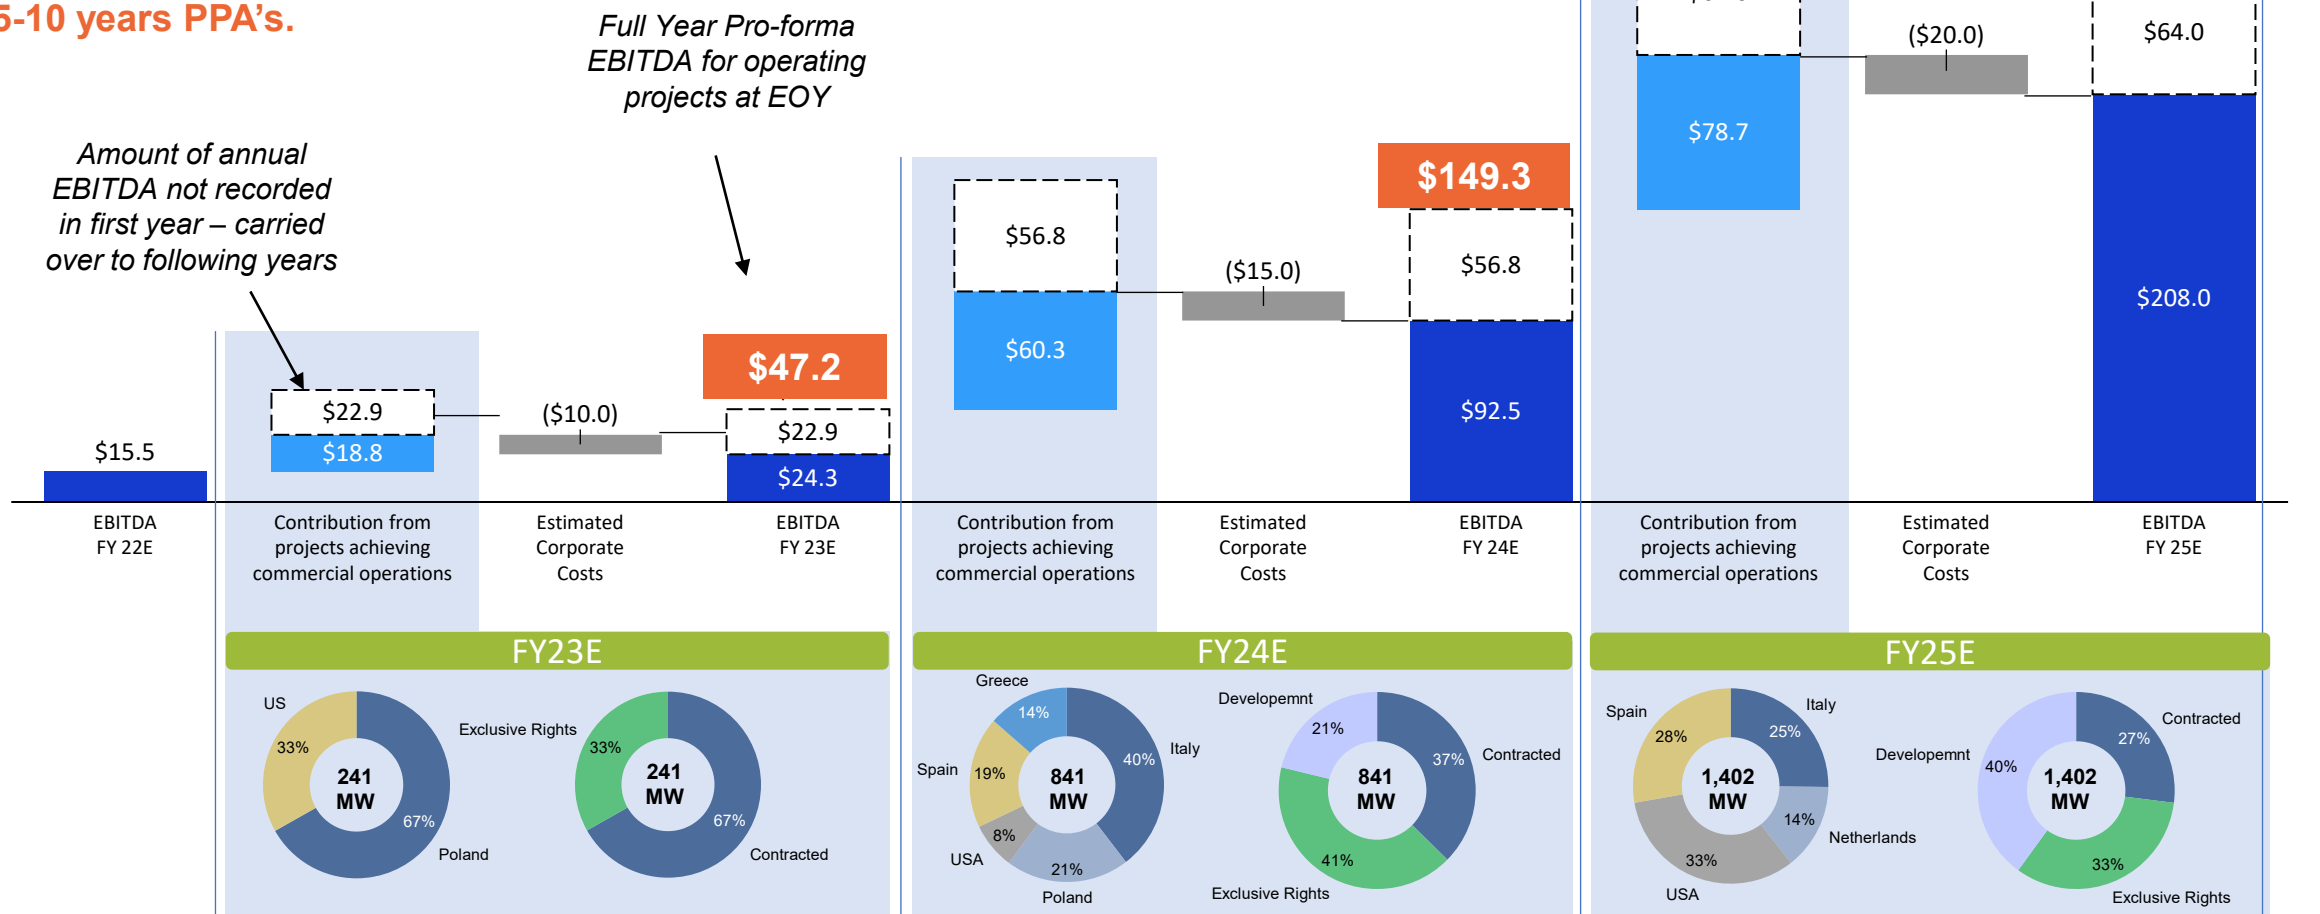 5-10 years PPA's.
Full Year Pro-forma
EBITDA for operating
projects at EOY
Amount of annual
EBITDA not recorded
in first year – carried
over to following years
$15.5
$22.9
$18.8
($10.0)
$47.2
$22.9
$24.3
$56.8
$60.3
($15.0)
$149.3
$56.8
$92.5
$78.7
($20.0)
$64.0
$208.0
EBITDA
FY 22E
Contribution from
projects achieving
commercial operations
Estimated
Corporate
Costs
EBITDA
FY 23E
Contribution from
projects achieving
commercial operations
Estimated
Corporate
Costs
EBITDA
FY 24E
Contribution from
projects achieving
commercial operations
Estimated
Corporate
Costs
EBITDA
FY 25E
FY23E
US
33%
241
MW
67%
Poland
Exclusive Rights
33%
241
MW
67%
Contracted
FY24E
Greece
14%
Spain
19%
841
MW
40%
Italy
USA
8%
21%
Poland
Developemnt
21%
841
MW
37%
Contracted
41%
Exclusive Rights
FY25E
Spain
28%
Italy
25%
1,402
MW
14%
Netherlands
33%
USA
Developemnt
40%
1,402
MW
27%
Contracted
33%
Exclusive Rights